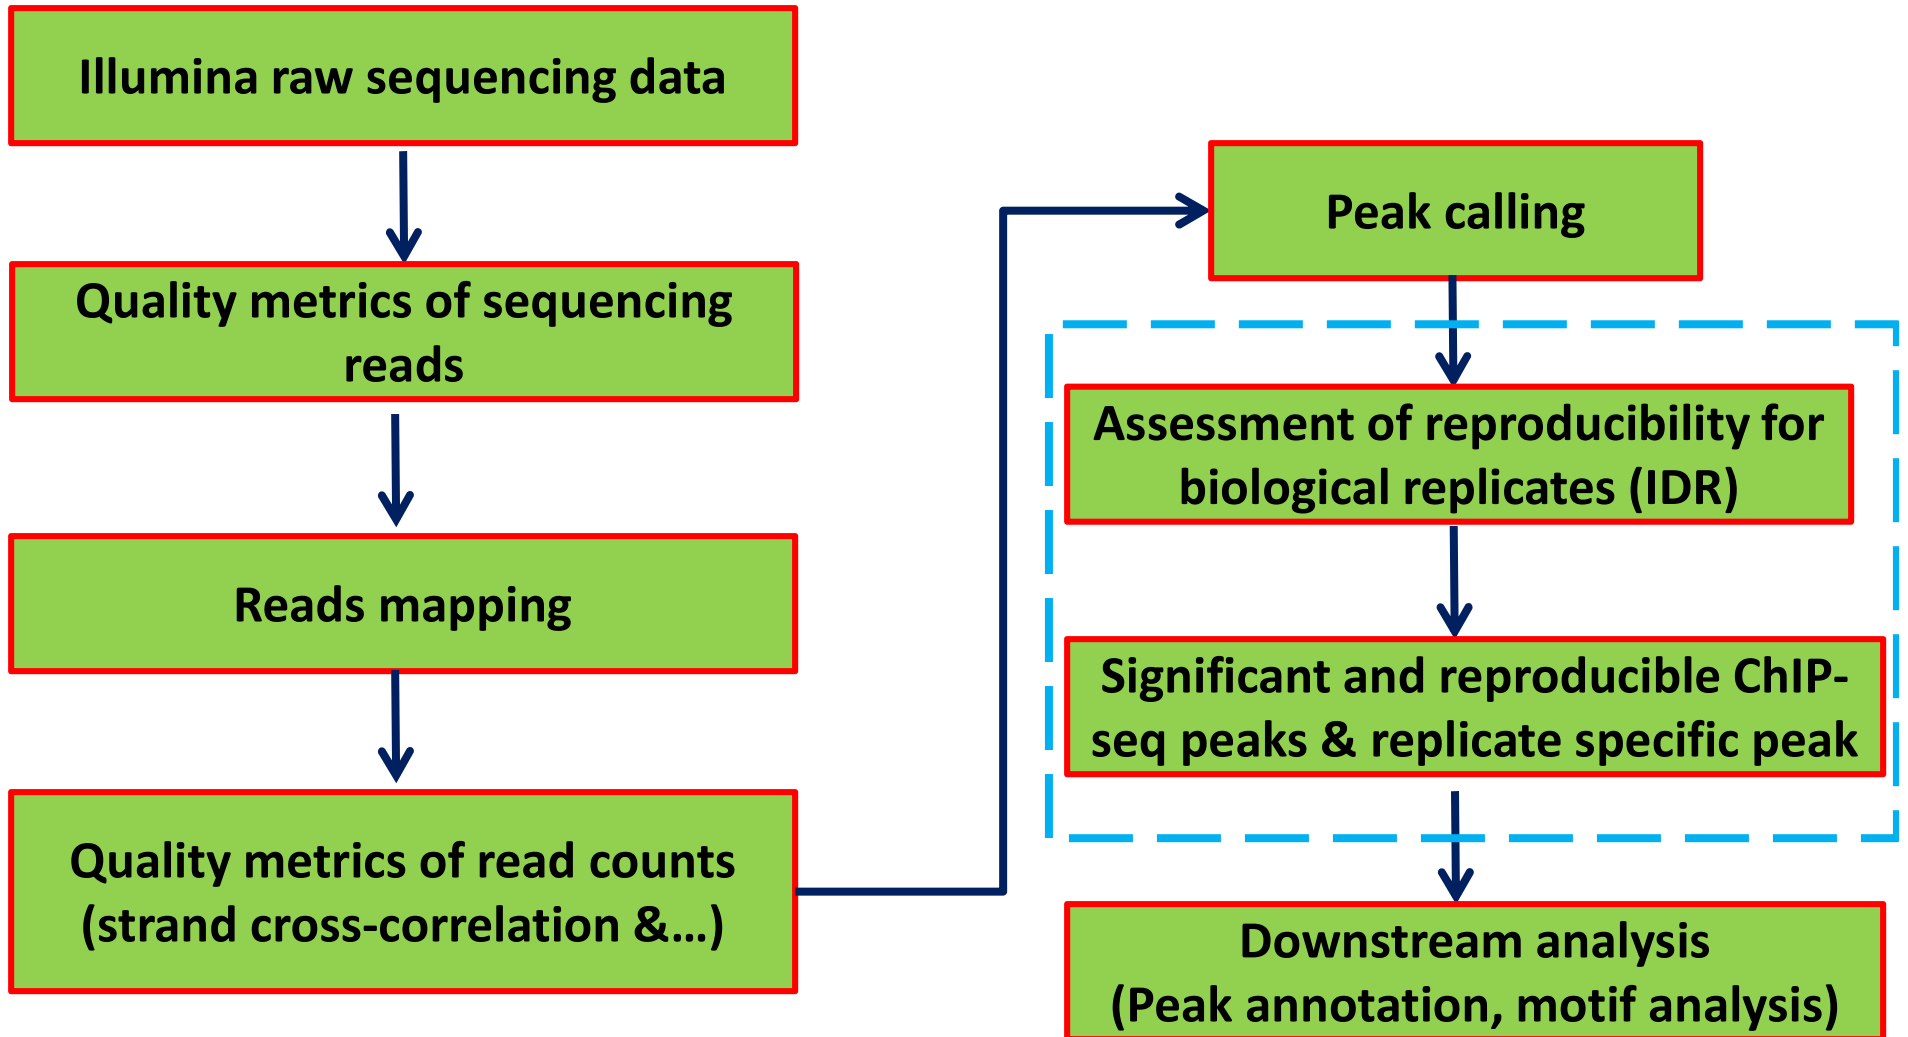 Illumina raw sequencing data
Quality metrics of sequencing
reads
Reads mapping
Quality metrics of read counts
(strand cross-correlation &...)
Peak calling
Assessment of reproducibility for
biological replicates (IDR)
Significant and reproducible ChIP-
seq peaks & replicate specific peak
Downstream analysis
(Peak annotation, motif analysis)